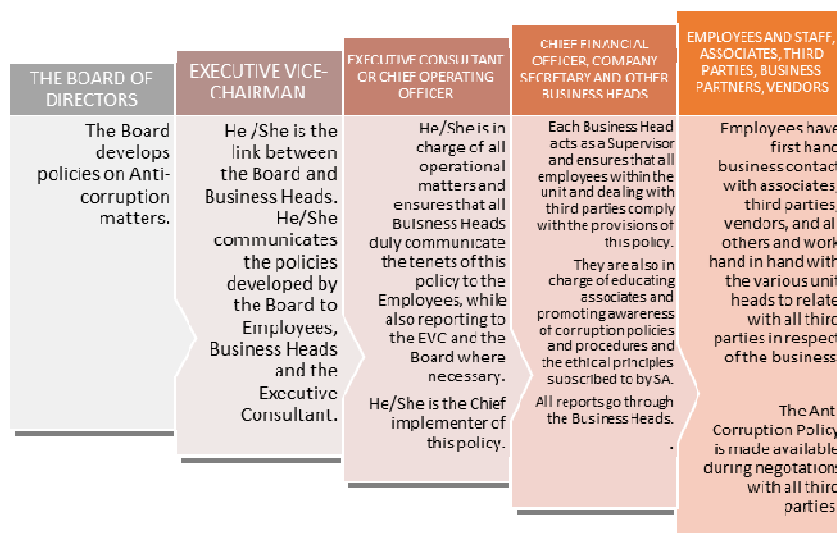 THE BOARD OF
DIRECTORS
The Board
develops
policies on Anti-
corruption
matters.
EXECUTIVE VICE-
CHAIRMAN
He /She is the
link between
the Board and
Business Heads.
He/She
communicates
the policies
developed by
the Board to
Employees,
Business Heads
and the
Executive
Consultant.
EXECUTIVE CONSULTANT
OR CHIEF OPERATING
OFFICER
He/She is in
charge of all
operational
matters and
ensures that all
Buisness Heads
duly communicate
the tenets of this
policy to the
Employees, while
also reporting to
the EVC and the
Board where
necessary.
He/She is the Chief
implementer of
this policy.
CHIEF FINANCIAL
OFFICER, COMPANY
SECRETARY AND OTHER
BUSINESS HEADS
Each Business Head
acts as a Supervisor
and ensures that all
employees within the
unit and dealing with
third parties comply
with the provisions of
this policy.
They are also in
charge of educating
associates and
promoting awareness
of corruption policies
and procedures and
the ethical principles
subscribed to by SA.
All reports go through
the Business Heads.
.
EMPLOYEES AND STAFF,
ASSOCIATES, THIRD
PARTIES, BUSINESS
PARTNERS, VENDORS
Employees have
first hand
business contact
with associates,
third parties,
vendors, and al
others and work
hand in hand with
the various unit
heads to relate
with all third
parties in respect
of the business
The Anti
Corruption Policy
is made available
during negotations
with all third
parties